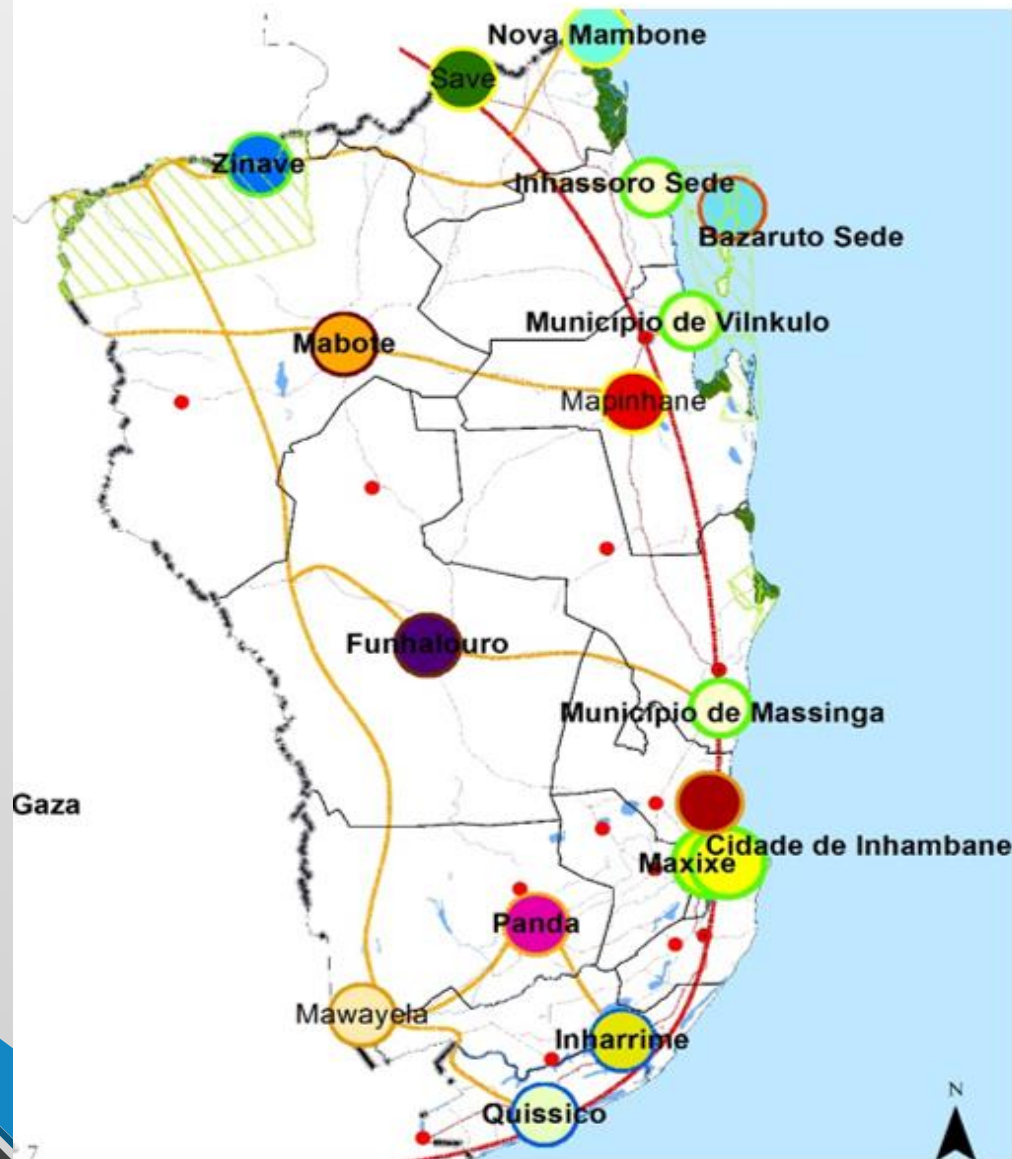 Nova Mambone
Save
Zinave
Inhassoro Sede
Bazaruto Sede
Município de Vilnkulo
Mabote
Mapinhane
Funhalouro
Município de Massinga
Gaza
Cidade de Inhambane
Maxixe
Panda
Mawayela
Inharrime
Quissico
N
7